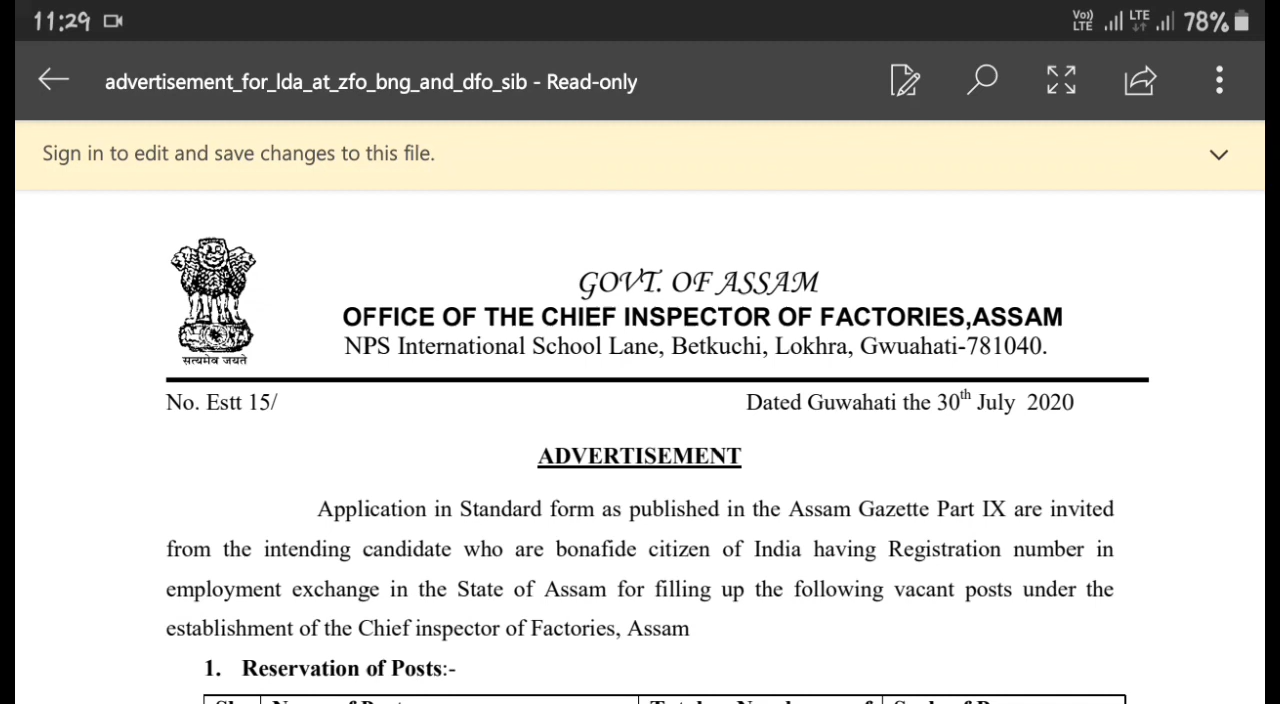 11:29
Vo)) LTE LTE 78%
advertisement_for_lda_at_zfo_bng_and_dfo_sib - Read-only
Sign in to edit and save changes to this file.
सत्यमेव जयते
GOVT. OF ASSAM
OFFICE OF THE CHIEF INSPECTOR OF FACTORIES,ASSAM
NPS International School Lane, Betkuchi, Lokhra, Gwuahati-781040.
No. Estt 15/ Dated Guwahati the 30th July 2020
ADVERTISEMENT
Application in Standard form as published in the Assam Gazette Part IX are invited
from the intending candidate who are bonafide citizen of India having Registration number in
employment exchange in the State of Assam for filling up the following vacant posts under the
establishment of the Chief inspector of Factories, Assam
1. Reservation of Posts:-